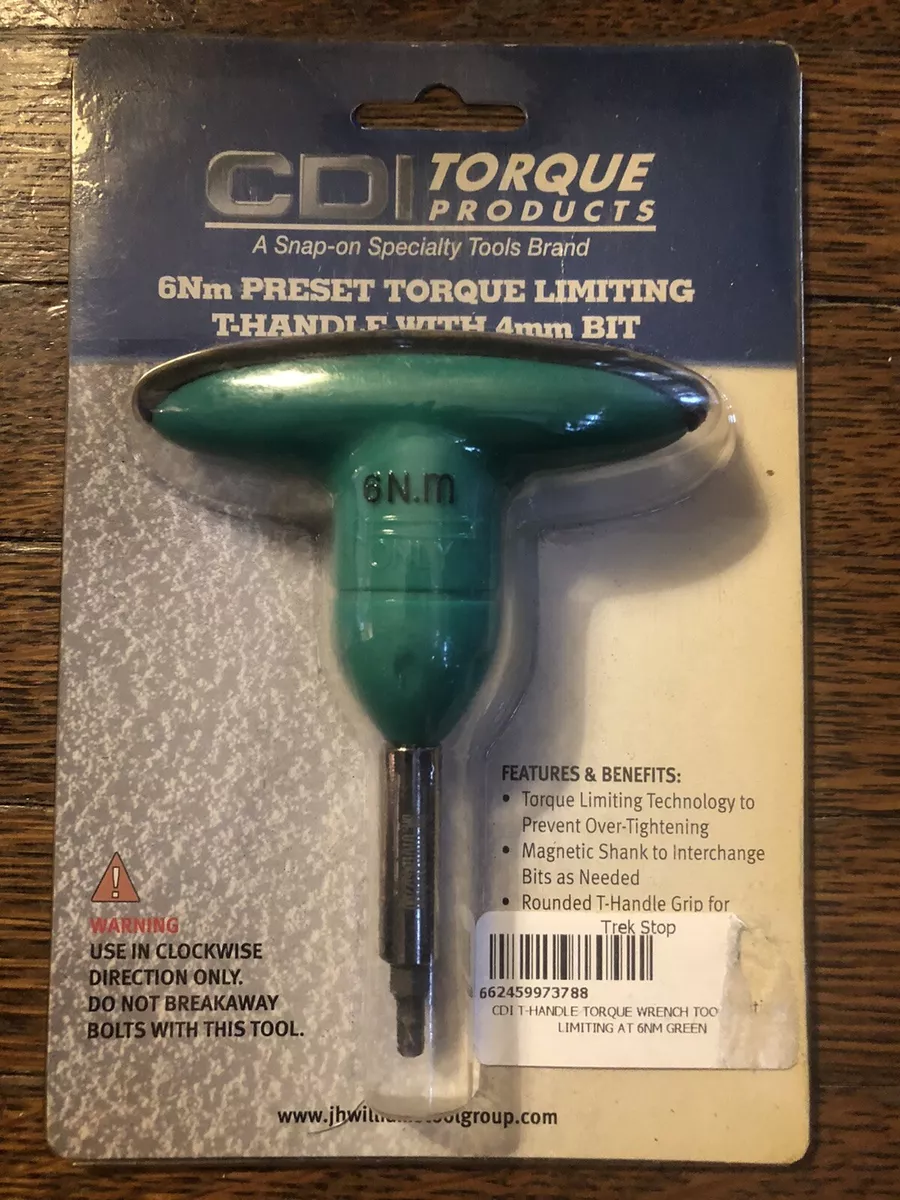 CDI TORQUE
PRODUCTS
A Snap-on Specialty Tools Brand
6Nm PRESET TORQUE LIMITING
T-HANDLE WITH 4mm BIT
6N.m
FEATURES & BENEFITS:
• Torque Limiting Technology to
Prevent Over-Tightening
• Magnetic Shank to Interchange
Bits as Needed
• Rounded T-Handle Grip for
Trek Stop
662459973788
CDI T-HANDLE TORQUE WRENCH TOO
LIMITING AT 6NM GREEN
WARNING
USE IN CLOCKWISE
DIRECTION ONLY.
DO NOT BREAKAWAY
BOLTS WITH THIS TOOL.